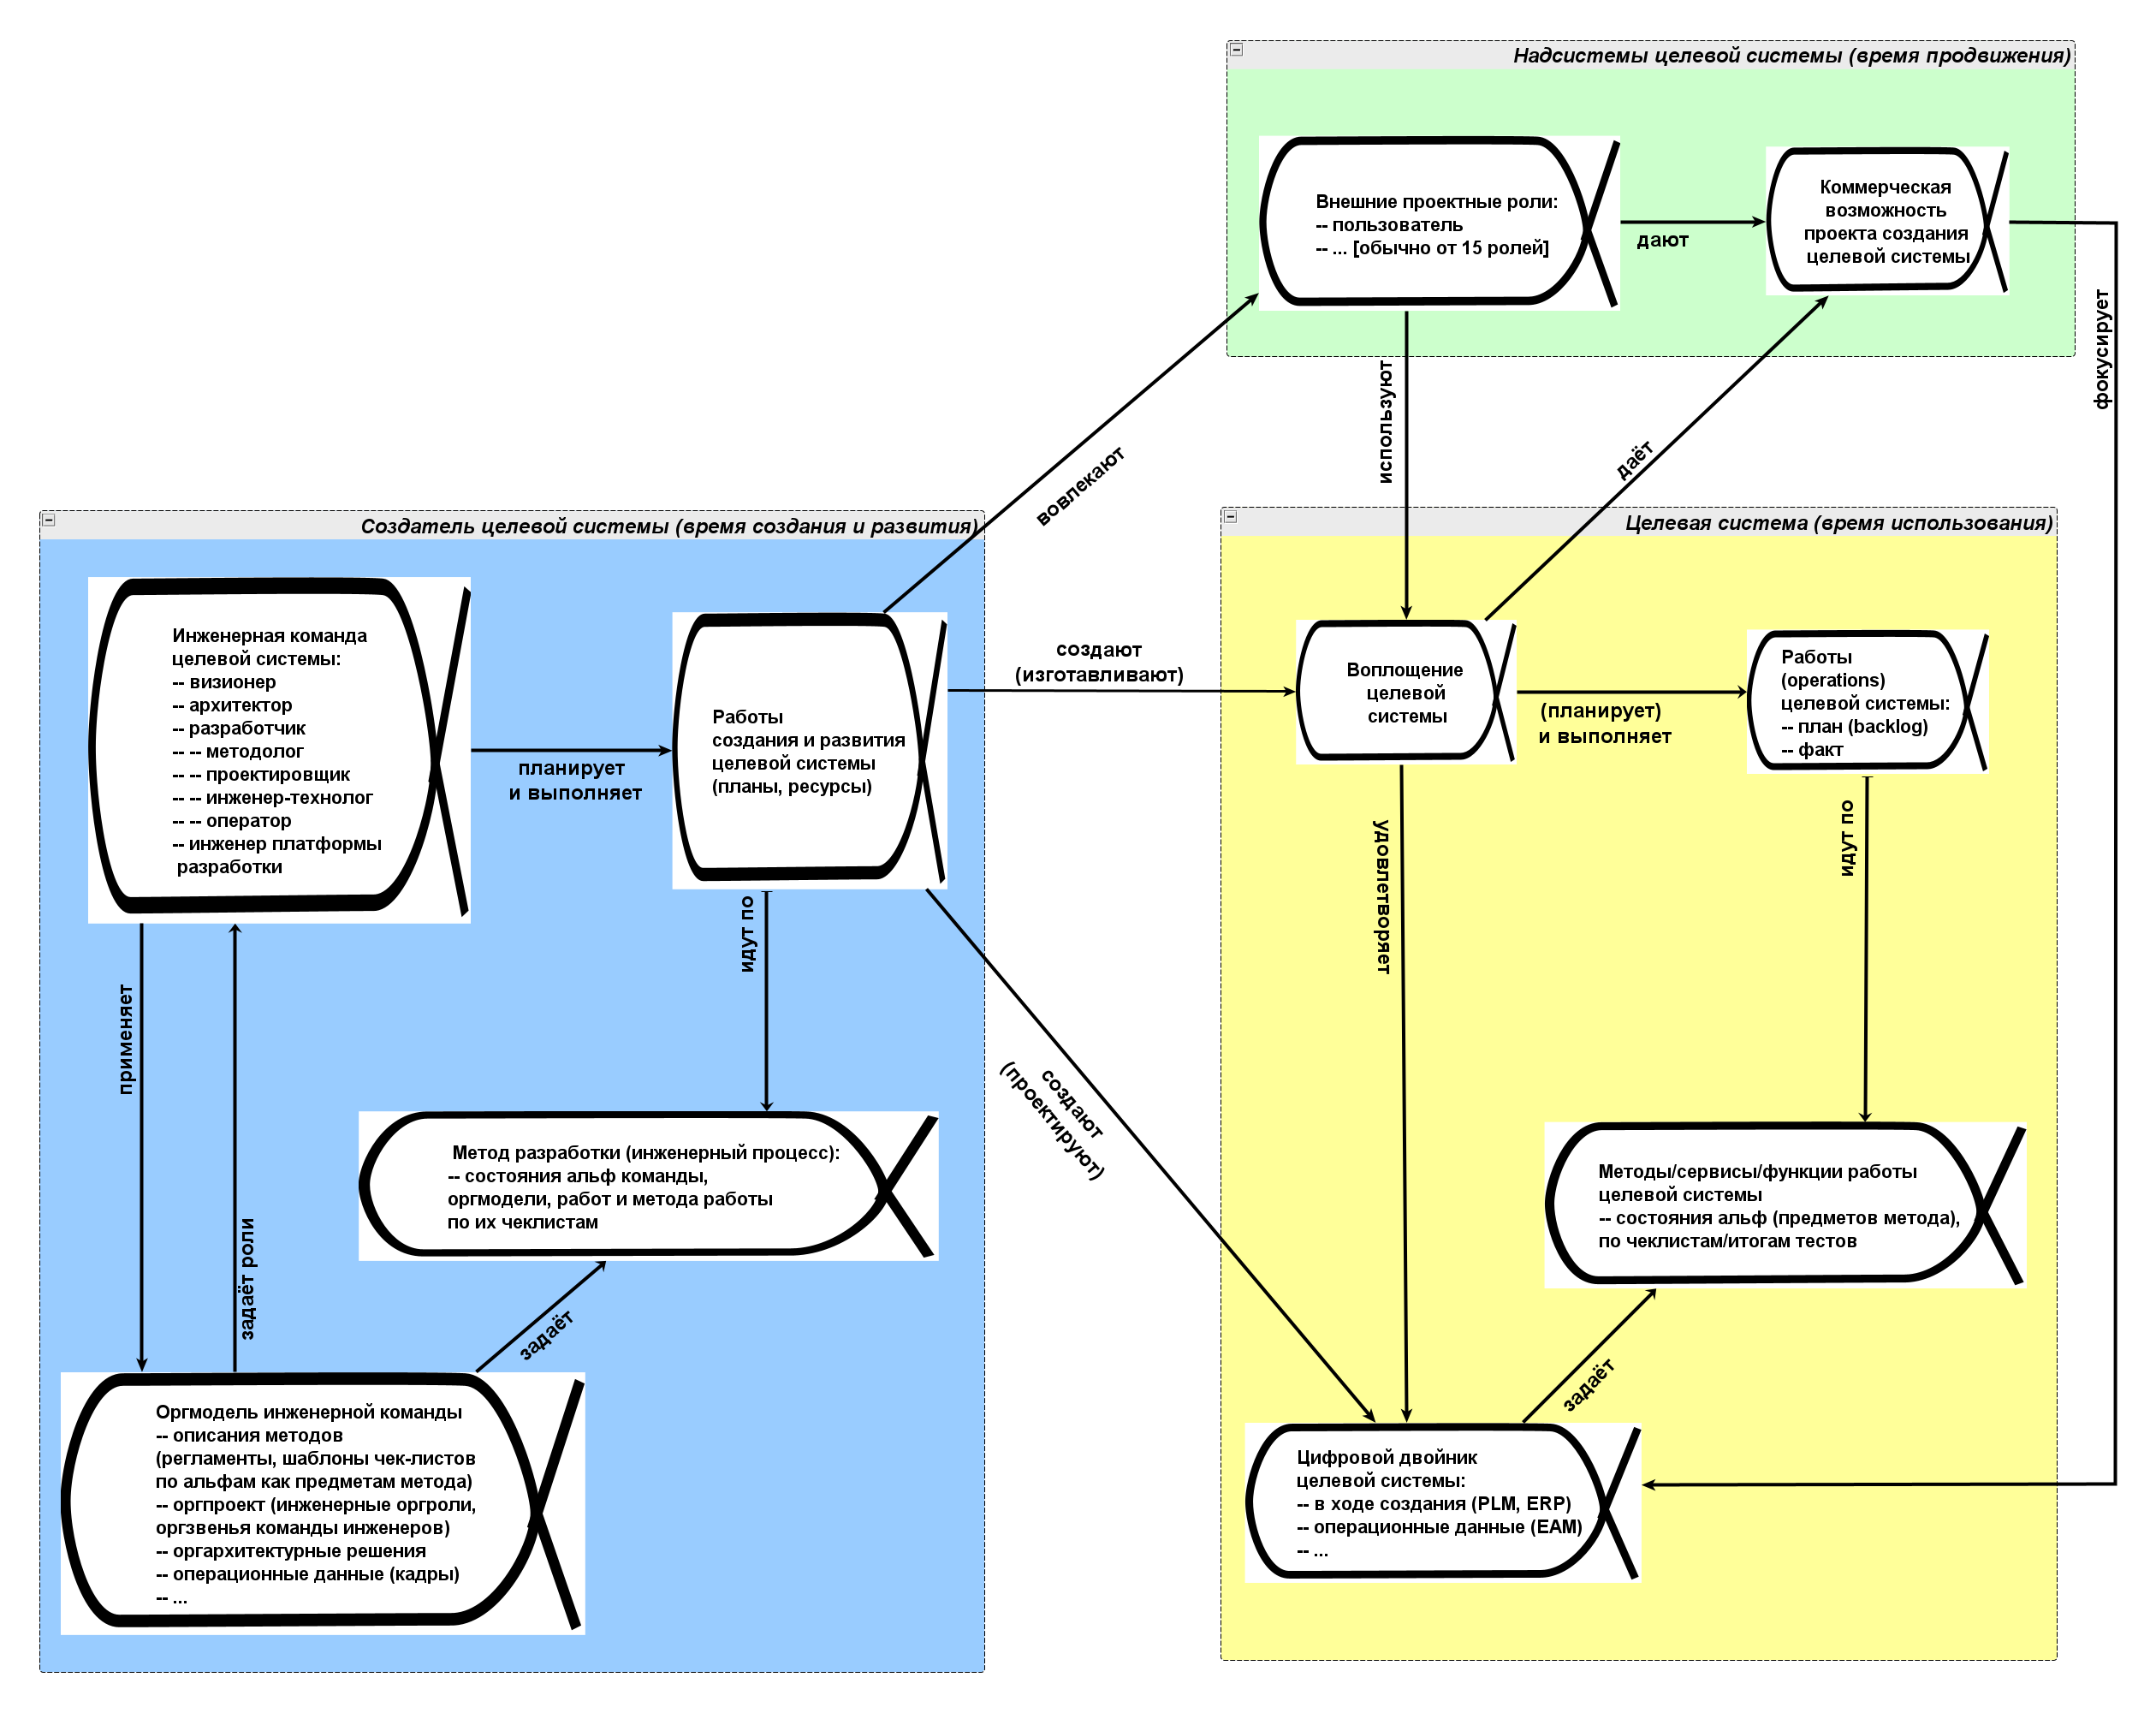 Надсистемы целевой системы (время продвижения)
Внешние проектные роли:
-- пользователь
-- ... [обычно от 15 ролей]
дают
Коммерческая
возможность
проекта создания
целевой системы
фокусирует
используют
даёт
вовлекают
Создатель целевой системы (время создания и развития)
Инженерная команда
целевой системы:
-- визионер
-- архитектор
-- разработчик
-- -- методолог
-- -- проектировщик
-- -- инженер-технолог
-- -- оператор
-- инженер платформы
разработки
планирует
и выполняет
Работы
создания и развития
целевой системы
(планы, ресурсы)
идут по
применяет
задаёт роли
Метод разработки (инженерный процесс):
-- состояния альф команды,
оргмодели, работ и метода работы
по их чеклистам
задаёт
Оргмодель инженерной команды
-- описания методов
(регламенты, шаблоны чек-листов
по альфам как предметам метода)
-- оргпроект (инженерные оргроли,
оргзвенья команды инженеров)
-- оргархитектурные решения
-- операционные данные (кадры)
-- ...
создают
(изготавливают)
создают
(проектируют)
Целевая система (время использования)
Воплощение
целевой
системы
(планирует)
и выполняет
Работы
(operations)
целевой системы:
-- план (backlog)
-- факт
удовлетворяет
идут по
Методы/сервисы/функции работы
целевой системы
-- состояния альф (предметов метода),
по чеклистам/итогам тестов
задаёт
Цифровой двойник
целевой системы:
-- в ходе создания (PLM, ERP)
-- операционные данные (EAM)
-- ...